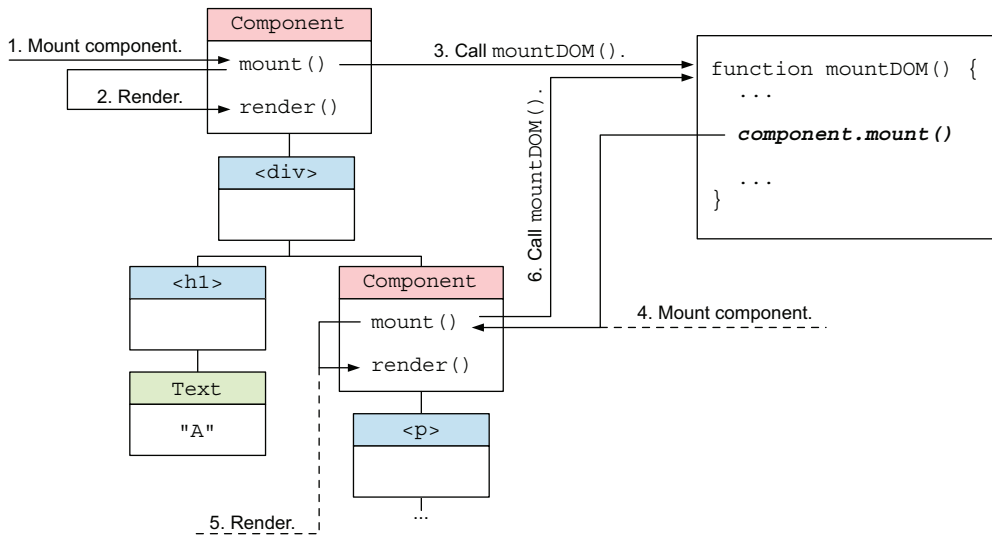 Component
1. Mount component.
mount()
2. Render.
render()
3. Call mountDOM().
function mountDOM() {
...
component.mount()
...
}
<div>
6. Call mountDOM().
<h1>
Component
mount()
4. Mount component.
render()
Text
"A"
<p>
5. Render.
...